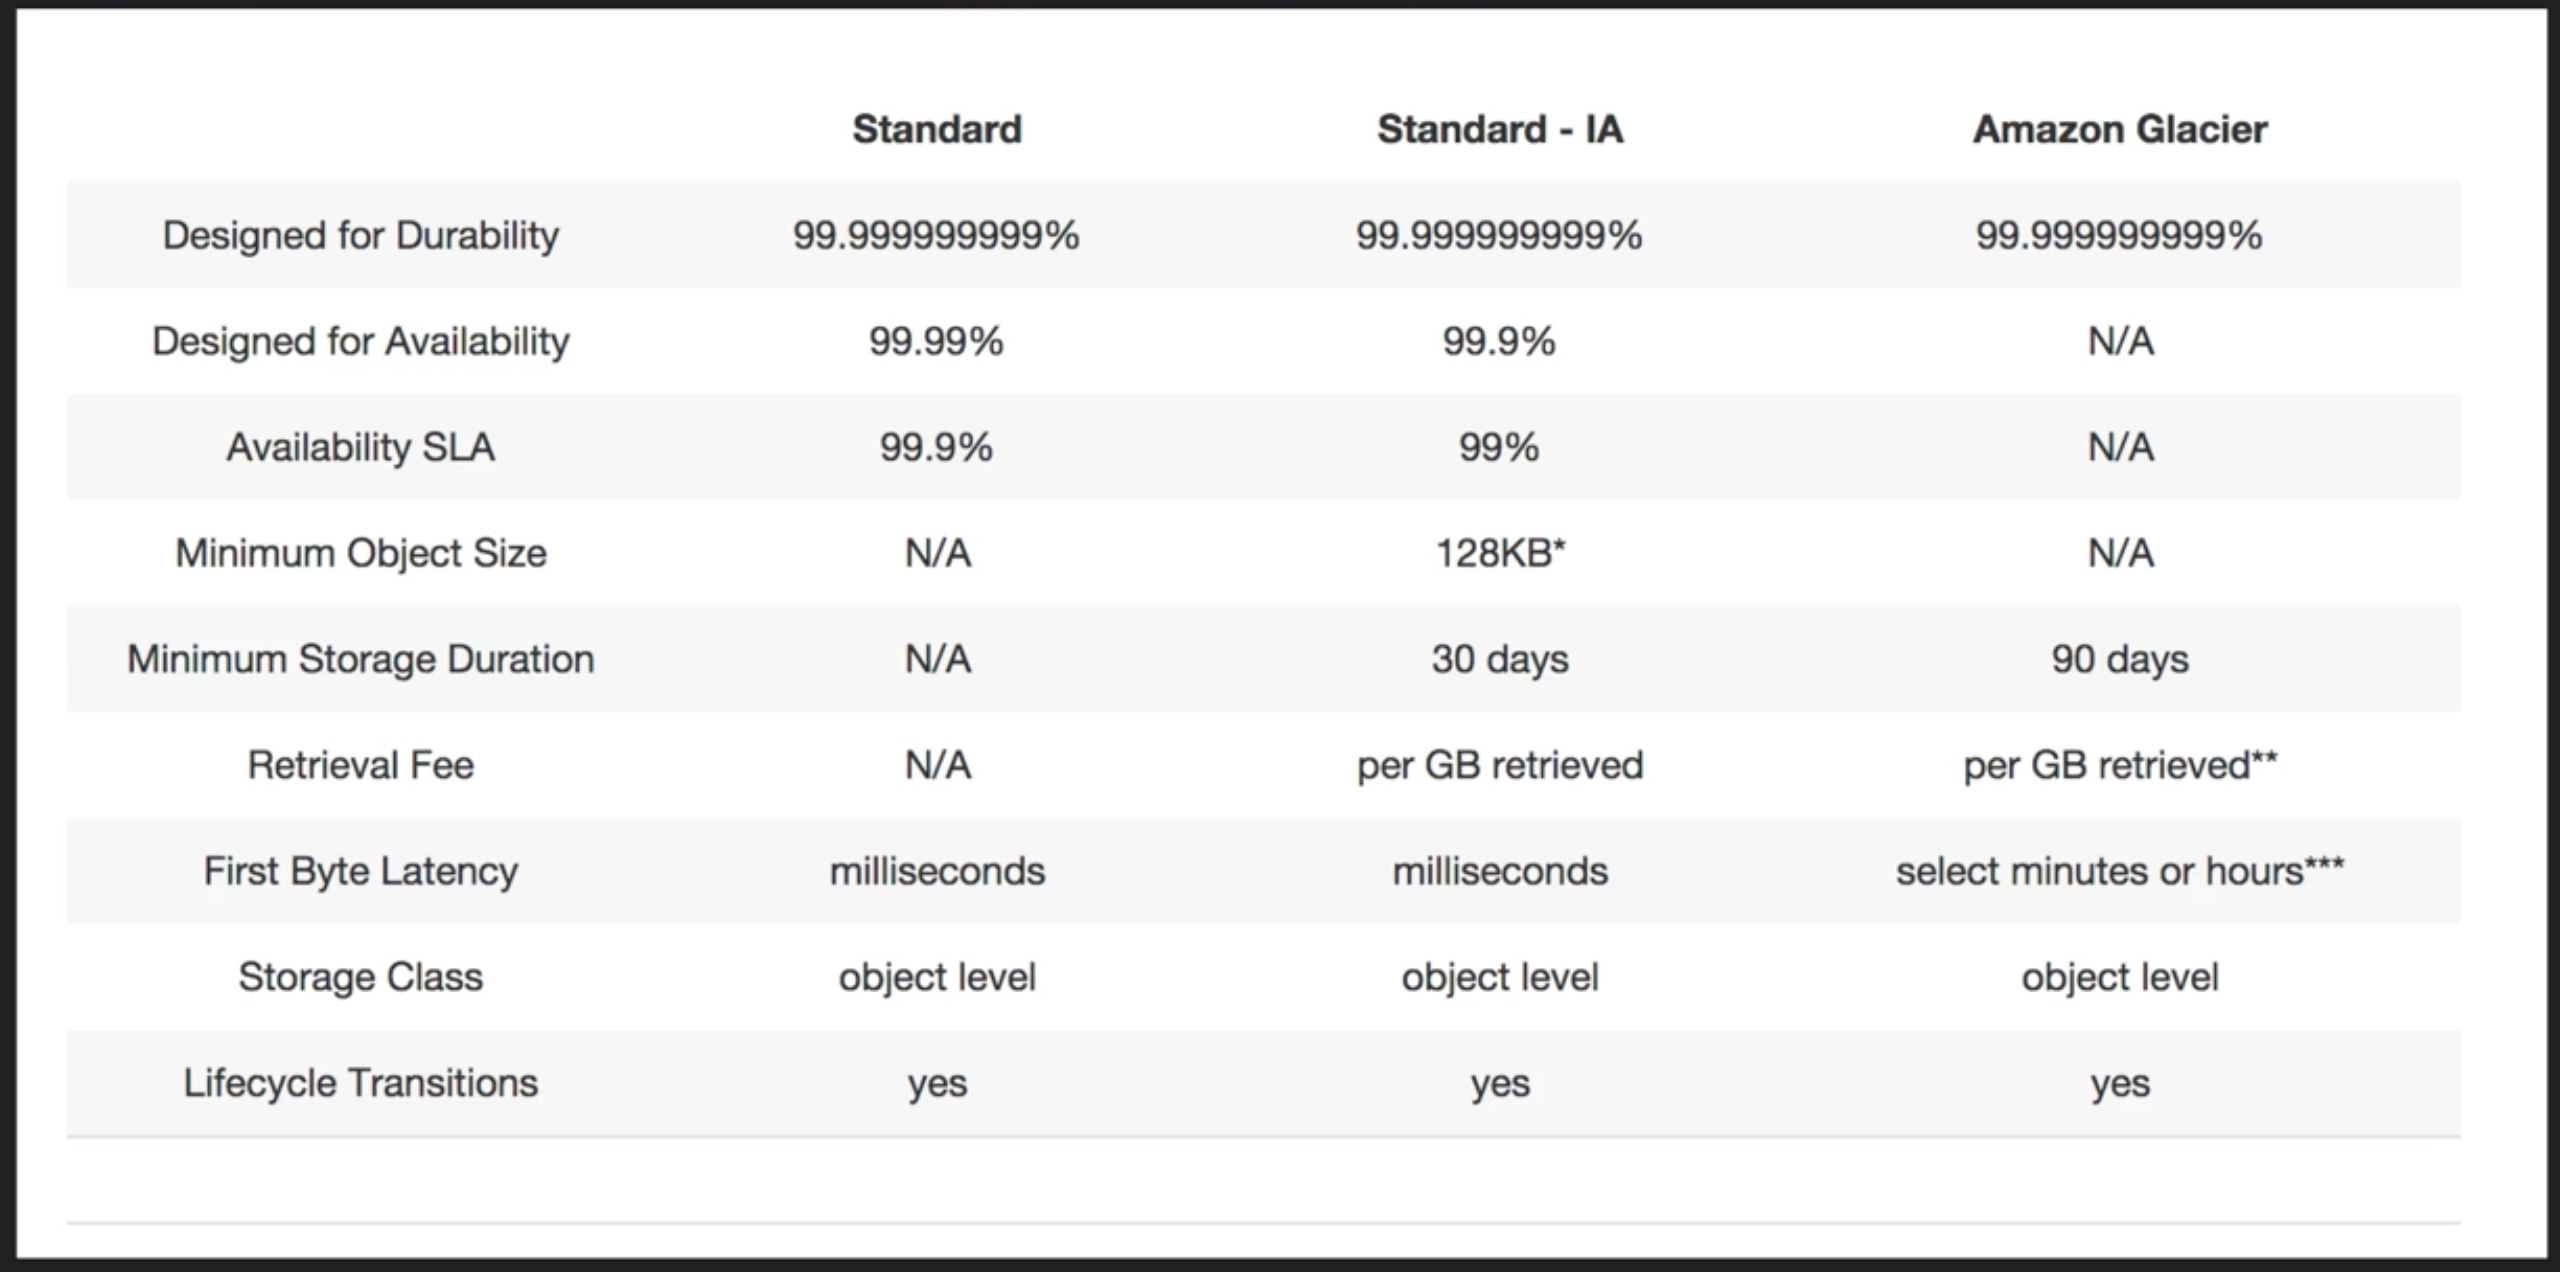 Standard Standard - IA Amazon Glacier
Designed for Durability 99.999999999% 99.999999999% 99.999999999%
Designed for Availability 99.99% 99.9% N/A
Availability SLA 99.9% 99% N/A
Minimum Object Size N/A 128KB* N/A
Minimum Storage Duration N/A 30 days 90 days
Retrieval Fee N/A per GB retrieved per GB retrieved**
First Byte Latency milliseconds milliseconds select minutes or hours***
Storage Class object level object level object level
Lifecycle Transitions yes yes yes